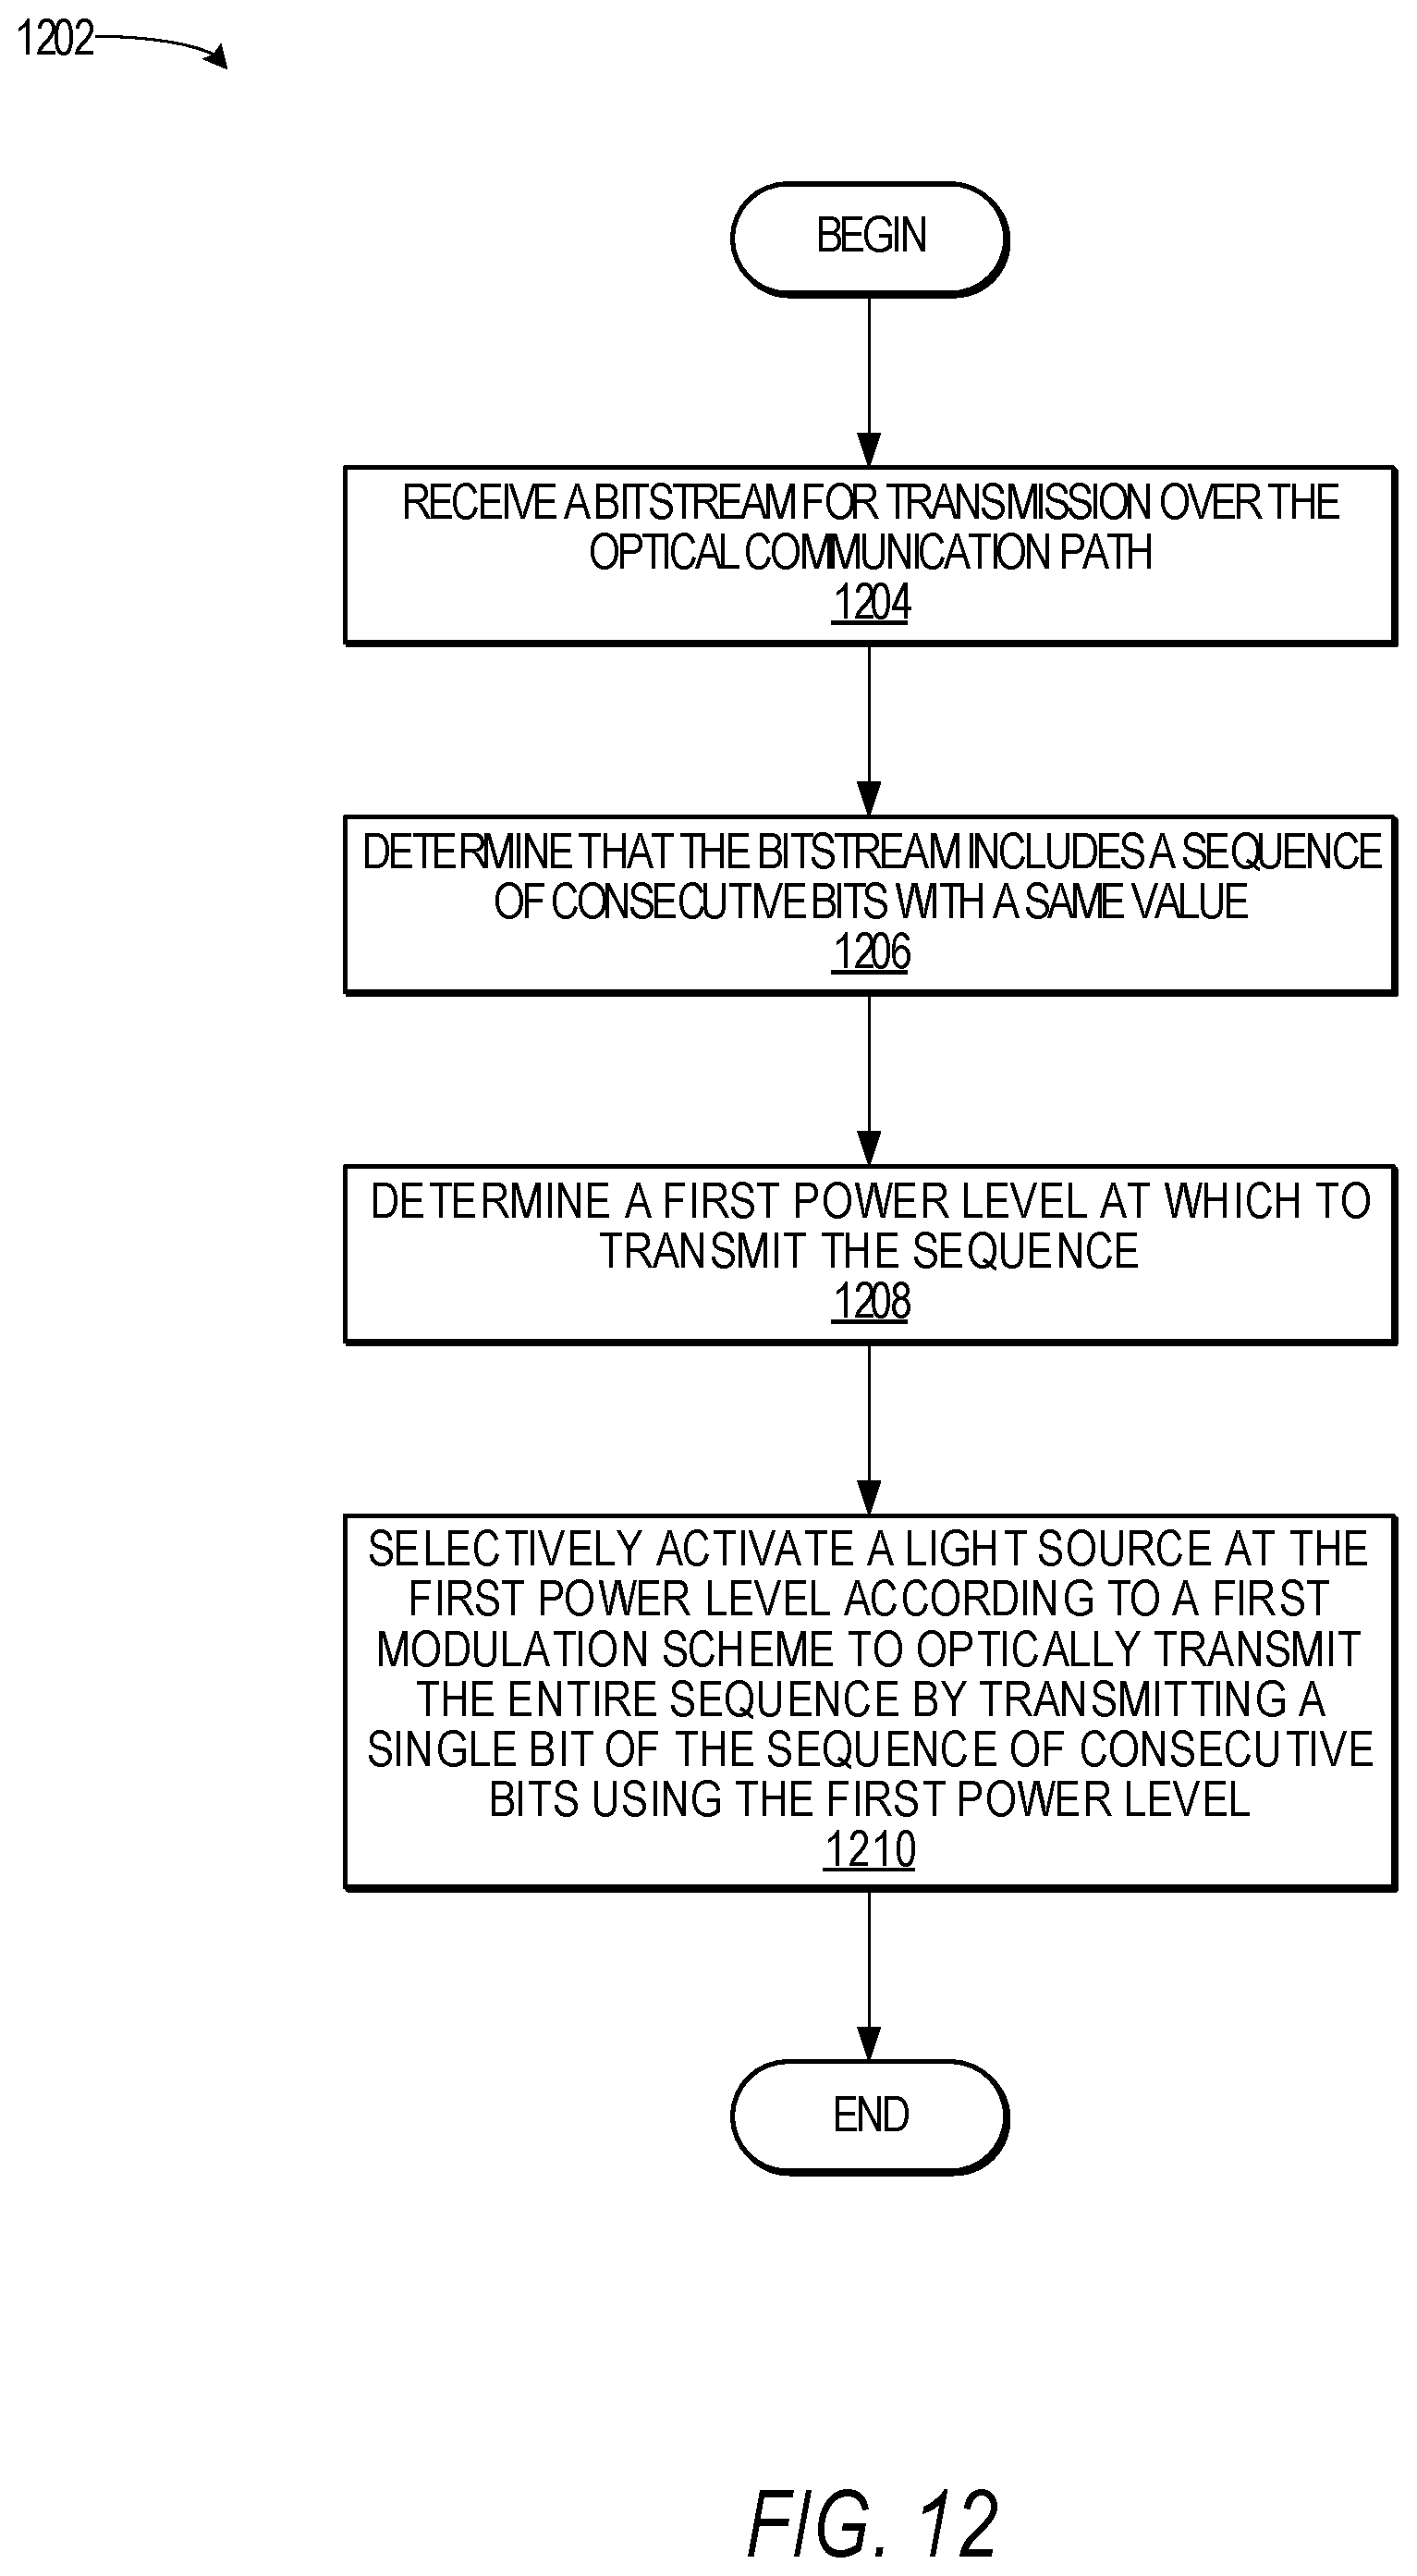 1202
BEGIN
RECEIVE A BITSTREAM FOR TRANSMISSION OVER THE
OPTICAL COMMUNICATION PATH
1204
DETERMINE THAT THE BITSTREAM INCLUDES A SEQUENCE
OF CONSECUTIVE BITS WITH A SAME VALUE
1206
DETERMINE A FIRST POWER LEVEL AT WHICH TO
TRANSMIT THE SEQUENCE
1208
SELECTIVELY ACTIVATE A LIGHT SOURCE AT THE
FIRST POWER LEVEL ACCORDING TO A FIRST
MODULATION SCHEME TO OPTICALLY TRANSMIT
THE ENTIRE SEQUENCE BY TRANSMITTING A
SINGLE BIT OF THE SEQUENCE OF CONSECUTIVE
BITS USING THE FIRST POWER LEVEL
1210
END
FIG. 12